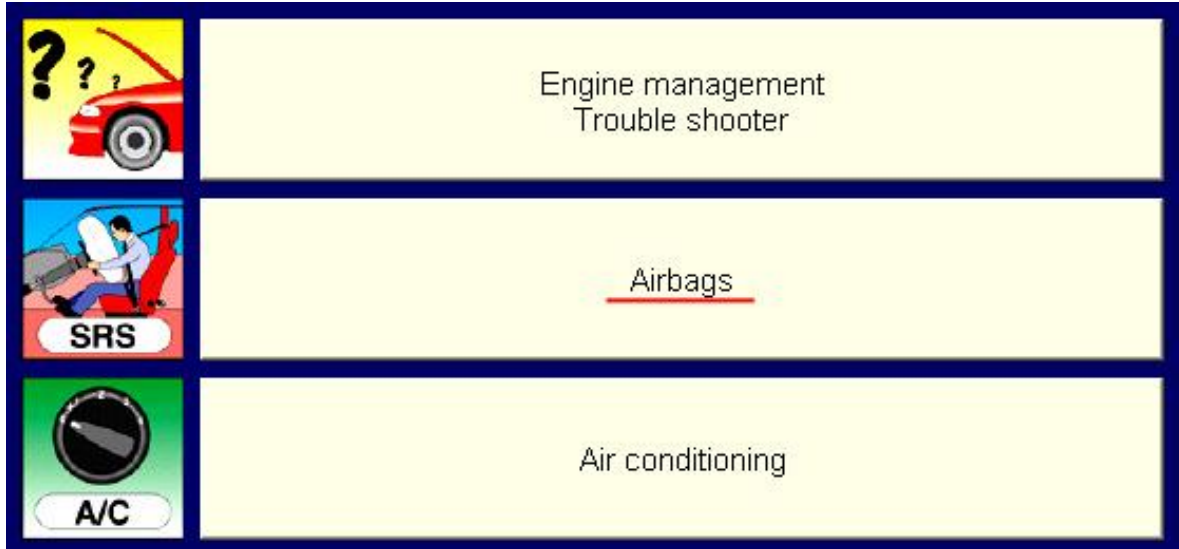 ? ? ?
Engine management
Trouble shooter
SRS
Airbags
A/C
Air conditioning